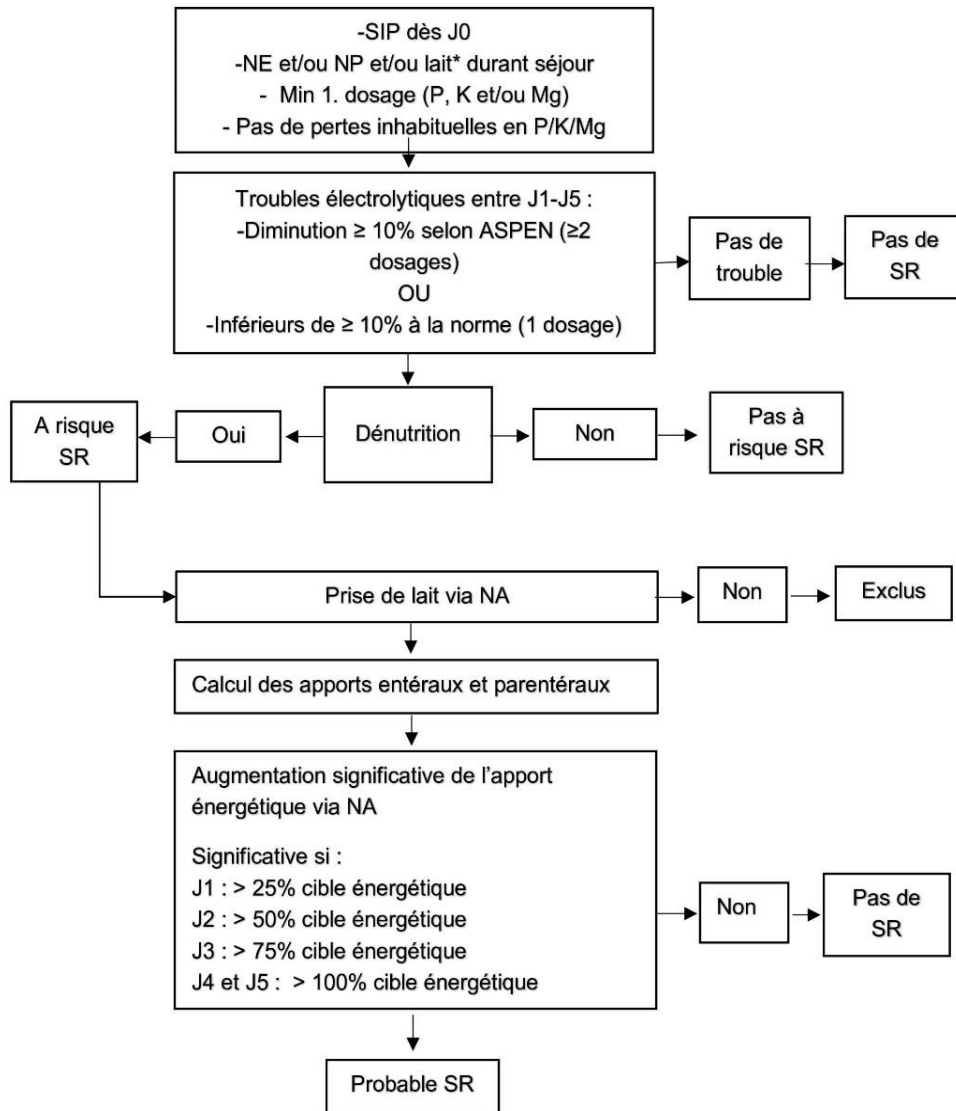 -SIP dès J0
-NE et/ou NP et/ou lait* durant séjour
- Min 1. dosage (P, K et/ou Mg)
- Pas de pertes inhabituelles en P/K/Mg
Troubles électrolytiques entre J1-J5 :
-Diminution ≥ 10% selon ASPEN (≥2
dosages)
OU
-Inférieurs de ≥ 10% à la norme (1 dosage)
Pas de
trouble
Pas de
SR
A risque
SR
Oui
Dénutrition
Non
Pas à
risque SR
Prise de lait via NA
Non
Exclus
Calcul des apports entéraux et parentéraux
Augmentation significative de l'apport
énergétique via NA
Significative si :
J1 : > 25% cible énergétique
J2 : > 50% cible énergétique
J3 : > 75% cible énergétique
J4 et J5 : > 100% cible énergétique
Non
Pas de
SR
Probable SR